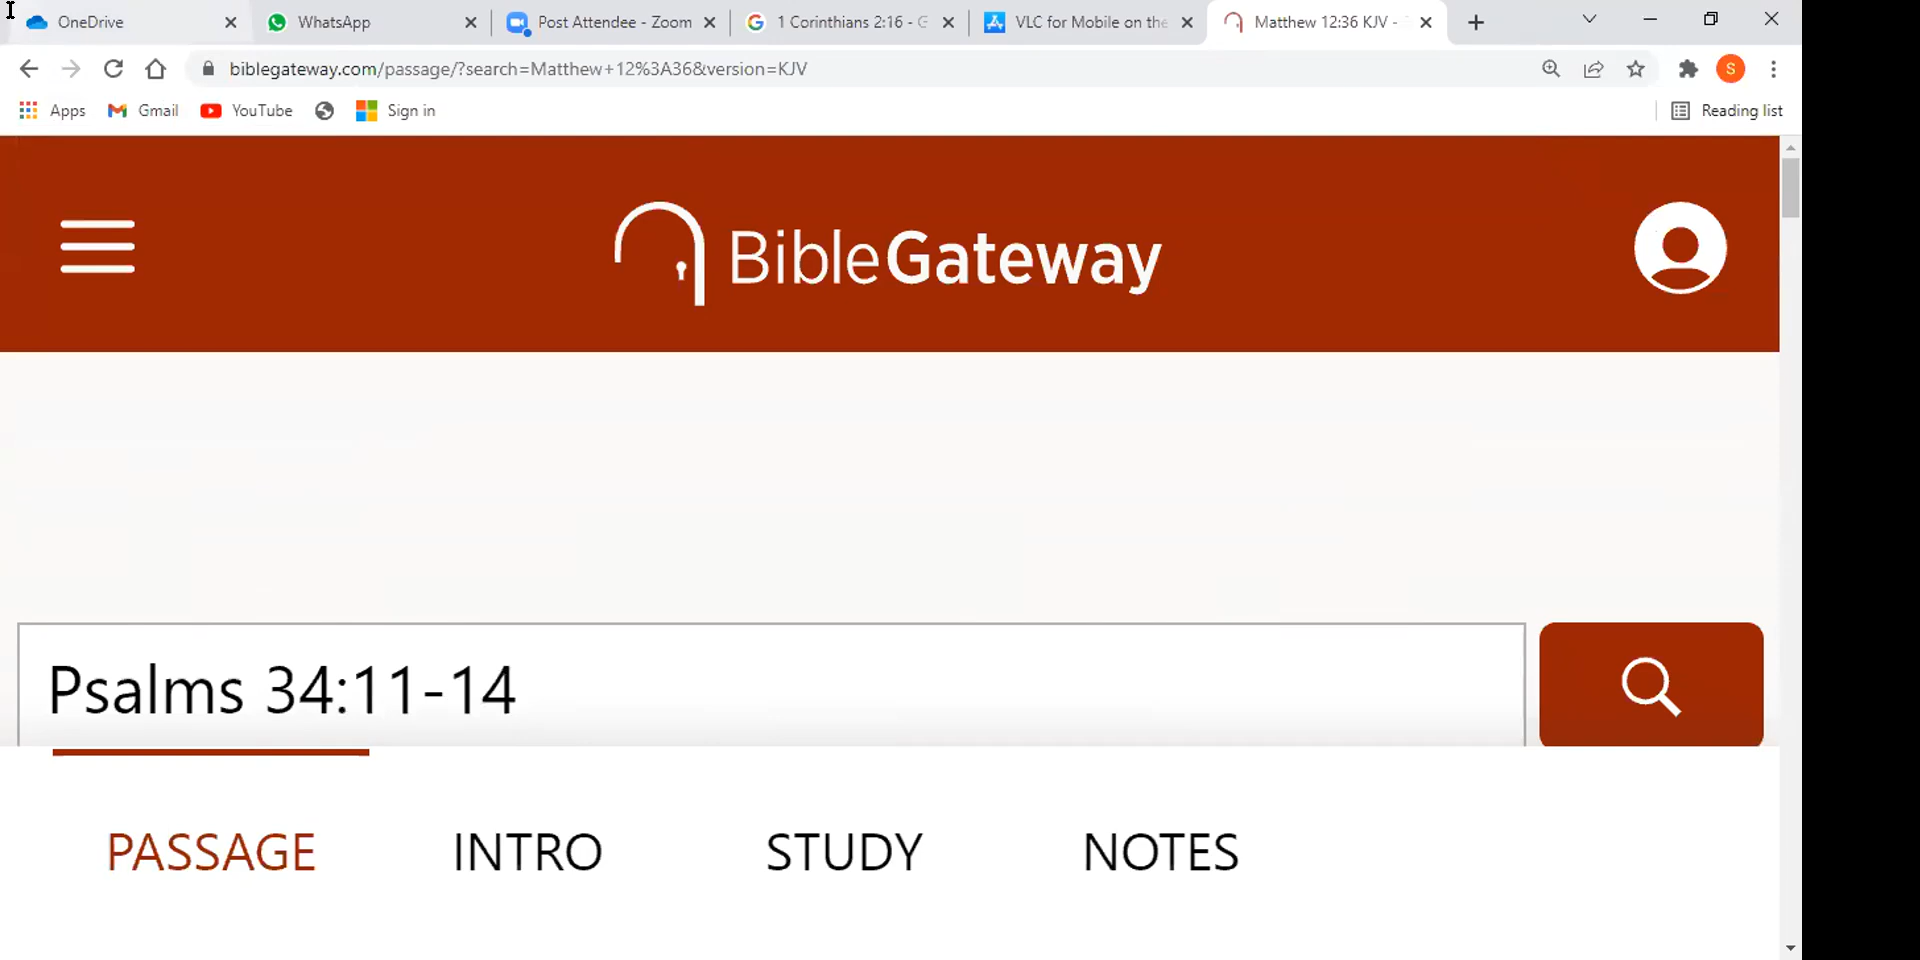 OneDrive WhatsApp Post Attendee - Zoom 1 Corinthians 2:16 - G VLC for Mobile on the Matthew 12:36 KJV -
biblegateway.com/passage/?search=Matthew+12%3A36&version=KJV S
Apps Gmail YouTube Sign in Reading list
BibleGateway
Psalms 34:11-14
PASSAGE INTRO STUDY NOTES